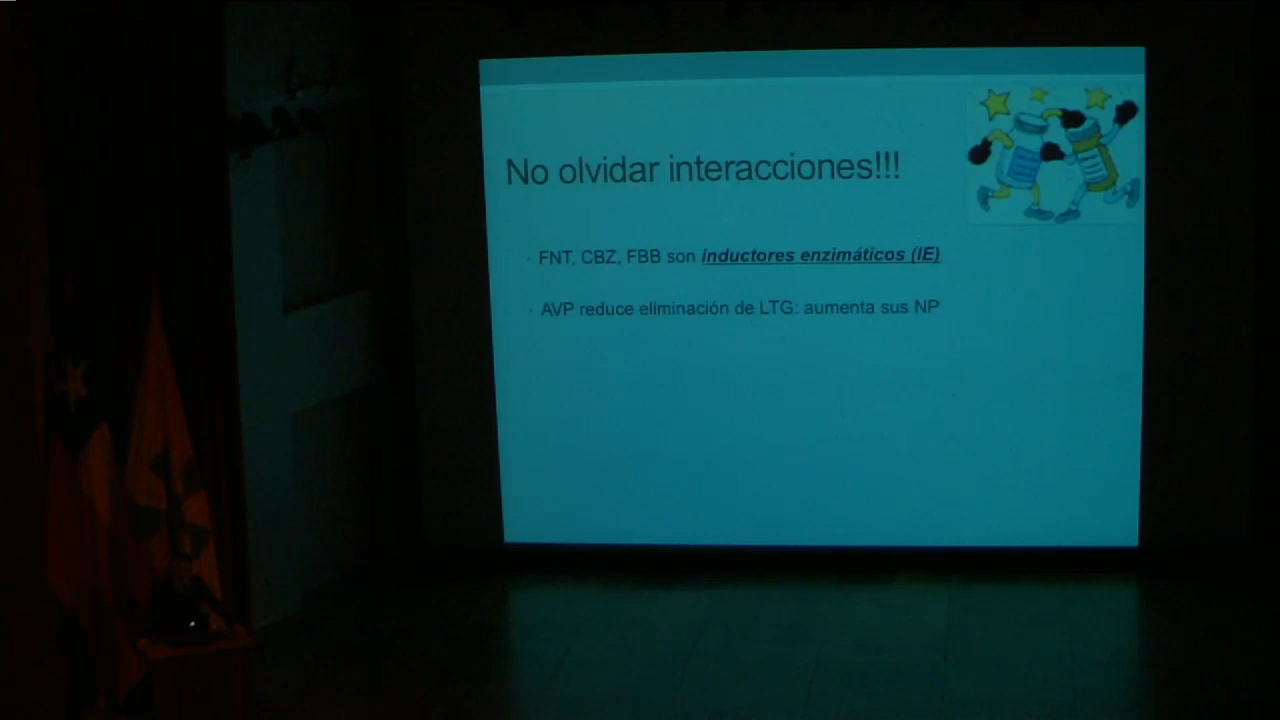 No olvidar interacciones!!!
· FNT, CBZ, FBB son inductores enzimáticos (IE)
· AVP reduce eliminación de LTG: aumenta sus NP